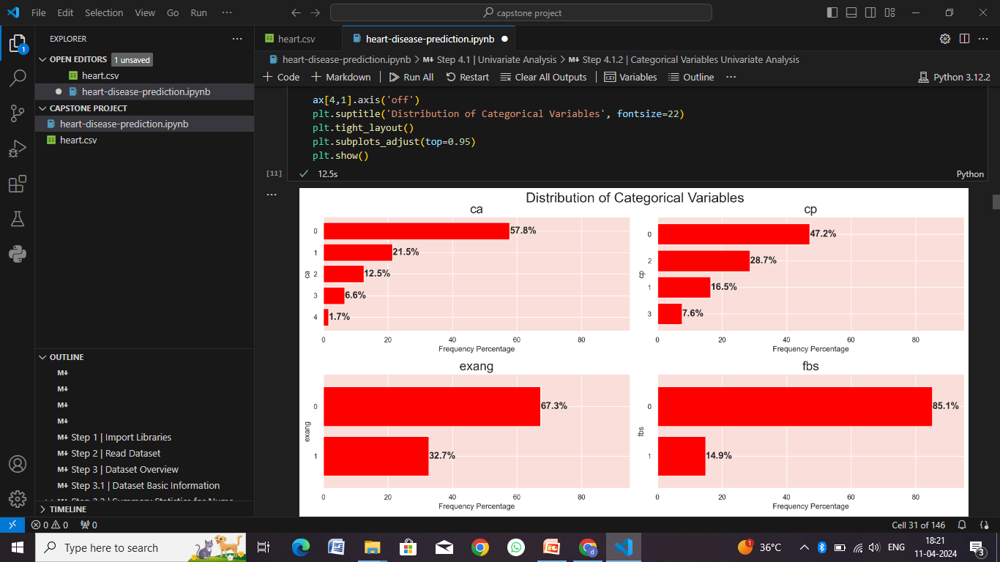 File Edit Selection View Go Run ··· capstone project
EXPLORER ···
OPEN EDITORS 1 unsaved
heart.csv
heart-disease-prediction.ipynb
CAPSTONE PROJECT
heart-disease-prediction.ipynb
heart.csv
OUTLINE
M↓
M↓
M↓
M↓
M↓ Step 1 | Import Libraries
M↓ Step 2 | Read Dataset
M↓ Step 3 | Dataset Overview
M↓ Step 3.1 | Dataset Basic Information
TIMELINE
1
heart.csv heart-disease-prediction.ipynb ●
heart-disease-prediction.ipynb > M↓ Step 4.1 | Univariate Analysis > M↓ Step 4.1.2 | Categorical Variables Univariate Analysis
+ Code + Markdown Run All Restart Clear All Outputs Variables Outline ··· Python 3.12.2
ax[4,1].axis('off')
plt.suptitle('Distribution of Categorical Variables', fontsize=22)
plt.tight_layout()
plt.subplots_adjust(top=0.95)
plt.show()
[11] 12.5s Python
Distribution of Categorical Variables
ca
0 57.8%
1 21.5%
ca
2 12.5%
3 6.6%
4 1.7%
0 20 40 60 80
Frequency Percentage
cp
0 47.2%
2 28.7%
cp
1 16.5%
3 7.6%
0 20 40 60 80
Frequency Percentage
exang
0 67.3%
exang
1 32.7%
0 20 40 60 80
Frequency Percentage
fbs
0 85.1%
fbs
1 14.9%
0 20 40 60 80
Frequency Percentage
0 0 0 Cell 31 of 146
Type here to search 1 36°C ENG 18:21
11-04-2024 3